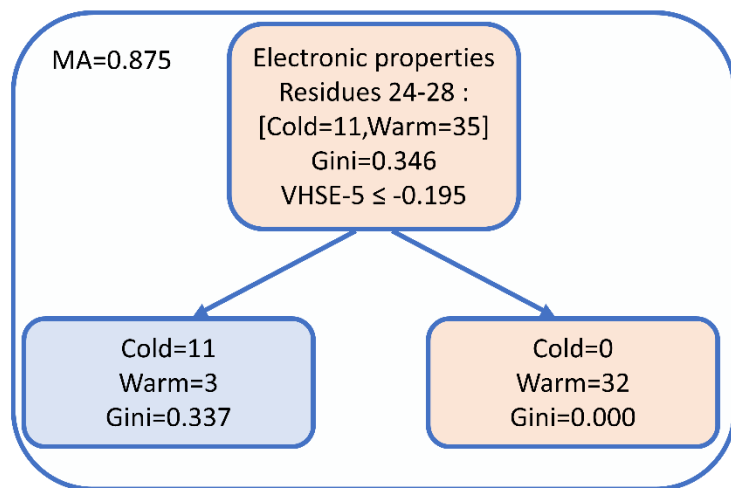 MA=0.875
Electronic properties
Residues 24-28 :
[Cold=11,Warm=35]
Gini=0.346
VHSE-5 ≤ -0.195
Cold=11
Warm=3
Gini=0.337
Cold=0
Warm=32
Gini=0.000